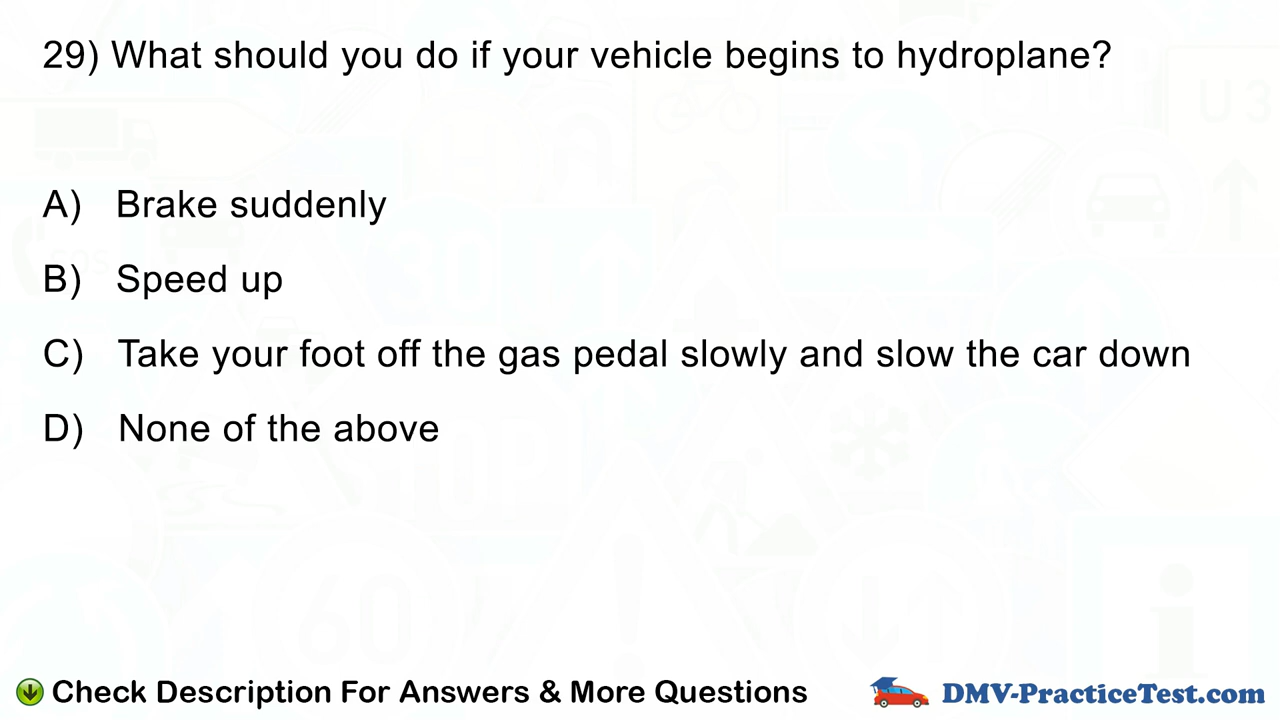 29) What should you do if your vehicle begins to hydroplane?
A) Brake suddenly
B) Speed up
C) Take your foot off the gas pedal slowly and slow the car down
D) None of the above
Check Description For Answers & More Questions
DMV-PracticeTest.com